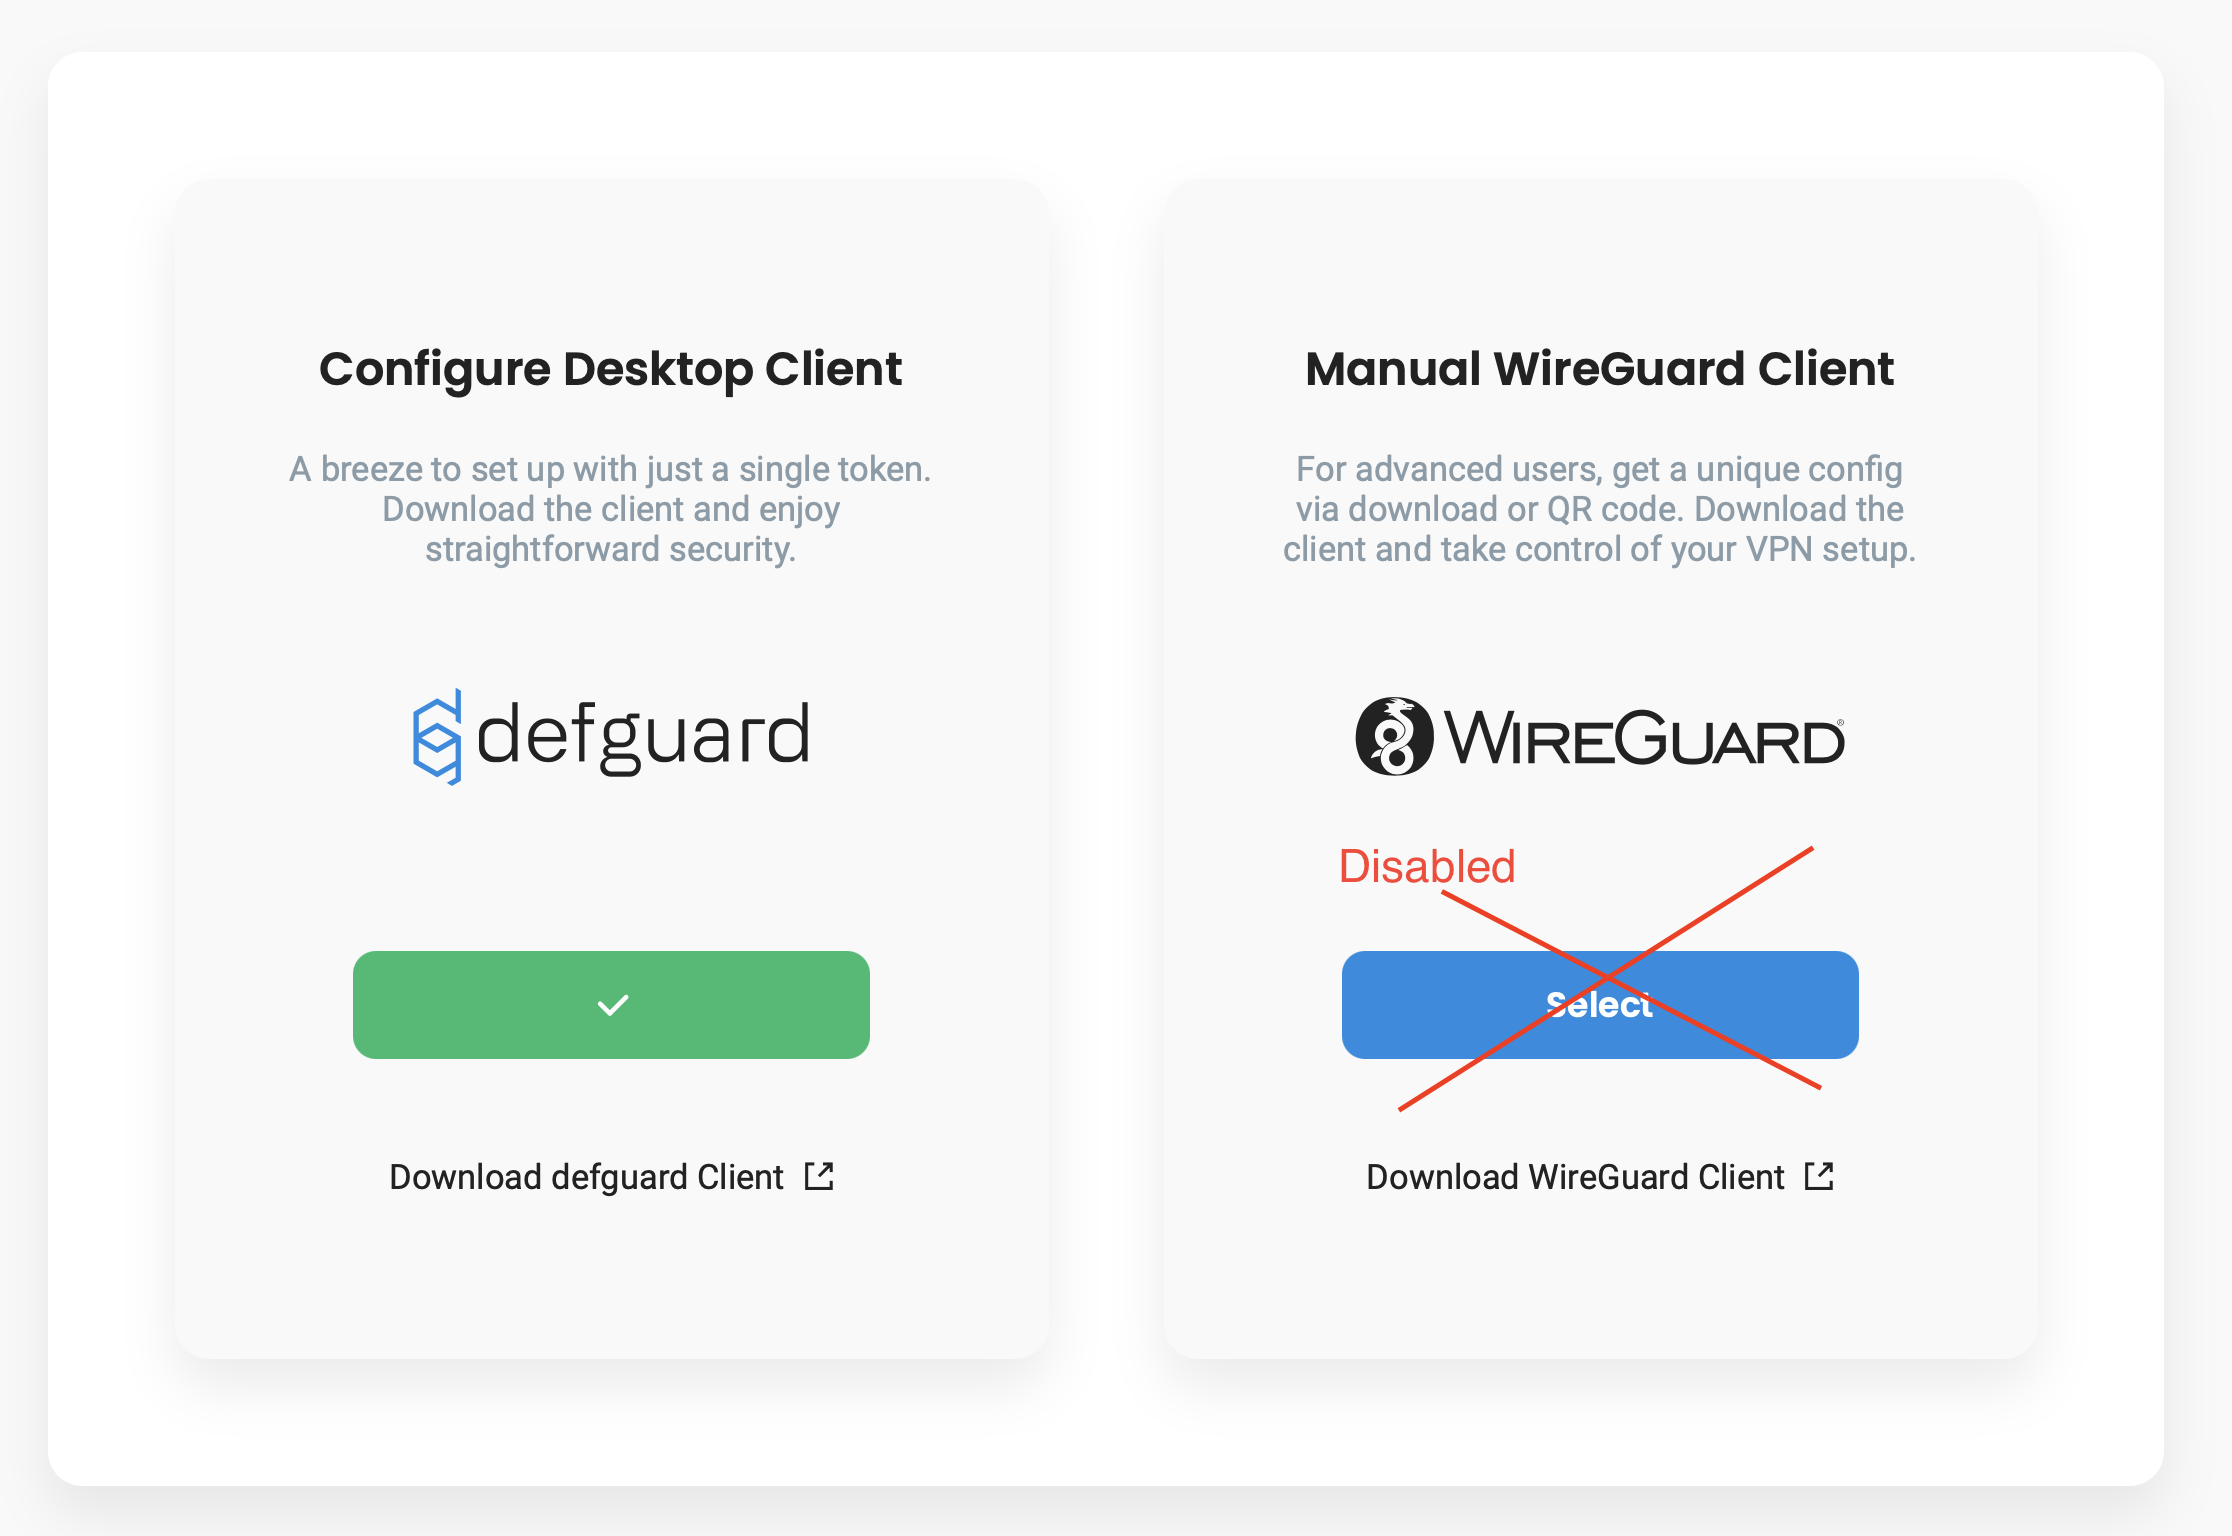 Configure Desktop Client
A breeze to set up with just a single token.
Download the client and enjoy
straightforward security.
defguard
Download defguard Client
Manual WireGuard Client
For advanced users, get a unique config
via download or QR code. Download the
client and take control of your VPN setup.
WIREGUARD®
Disabled
Select
Download WireGuard Client